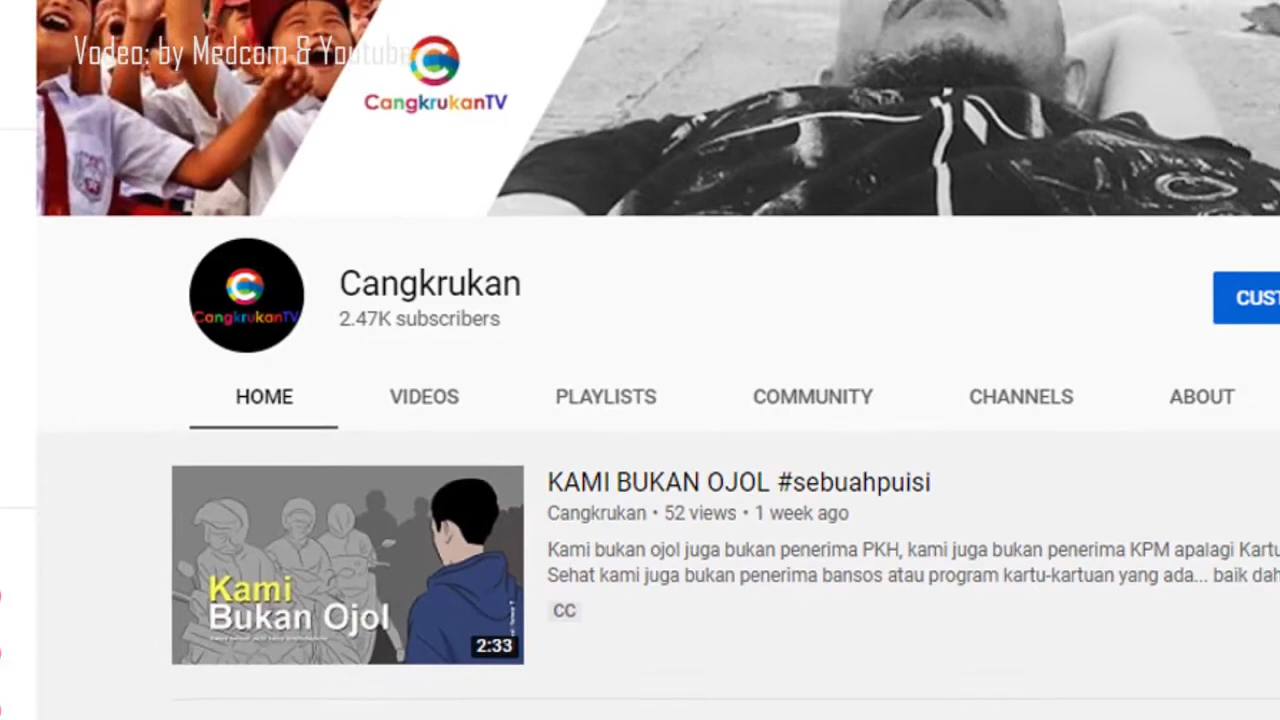 Vodeo: by Medcom & Youtube
CangkrukanTV
CangkrukanTV
Cangkrukan
2.47K subscribers
CUST
HOME VIDEOS PLAYLISTS COMMUNITY CHANNELS ABOUT
KAMI BUKAN OJOL #sebuahpuisi
Cangkrukan • 52 views • 1 week ago
Kami bukan ojol juga bukan penerima PKH, kami juga bukan penerima KPM apalagi Kartu
Sehat kami juga bukan penerima bansos atau program kartu-kartuan yang ada... baik dah
CC
Kami
Bukan Ojol
2:33